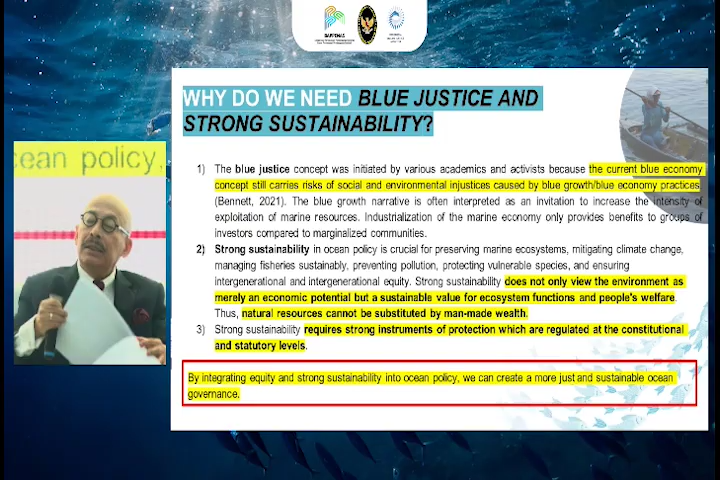 BAPPENAS
WHY DO WE NEED BLUE JUSTICE AND
STRONG SUSTAINABILITY?
cean policy,
1) The blue justice concept was initiated by various academics and activists because the current blue economy
concept still carries risks of social and environmental injustices caused by blue growth/blue economy practices
(Bennett, 2021). The blue growth narrative is often interpreted as an invitation to increase the intensity of
exploitation of marine resources. Industrialization of the marine economy only provides benefits to groups of
investors compared to marginalized communities.
2) Strong sustainability in ocean policy is crucial for preserving marine ecosystems, mitigating climate change,
managing fisheries sustainably, preventing pollution, protecting vulnerable species, and ensuring
intergenerational and intergenerational equity. Strong sustainability does not only view the environment as
merely an economic potential but a sustainable value for ecosystem functions and people's welfare.
Thus, natural resources cannot be substituted by man-made wealth.
3) Strong sustainability requires strong instruments of protection which are regulated at the constitutional
and statutory levels.
By integrating equity and strong sustainability into ocean policy, we can create a more just and sustainable ocean
governance.